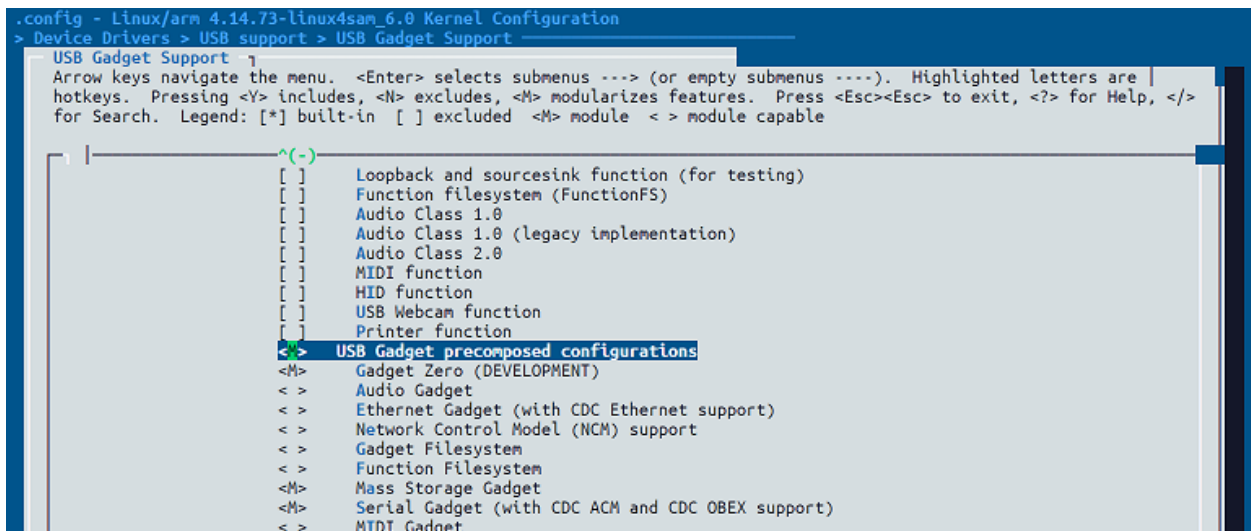 .config - Linux/arm 4.14.73-linux4sam_6.0 Kernel Configuration
> Device Drivers > USB support > USB Gadget Support
USB Gadget Support
Arrow keys navigate the menu.  <Enter> selects submenus ---> (or empty submenus ----).  Highlighted letters are
hotkeys.  Pressing <Y> includes, <N> excludes, <M> modularizes features.  Press <Esc><Esc> to exit, <?> for Help, </>
for Search.  Legend: [*] built-in  [ ] excluded  <M> module  < > module capable
^(-)
[ ]     Loopback and sourcesink function (for testing)
[ ]     Function filesystem (FunctionFS)
[ ]     Audio Class 1.0
[ ]     Audio Class 1.0 (legacy implementation)
[ ]     Audio Class 2.0
[ ]     MIDI function
[ ]     HID function
[ ]     USB Webcam function
[ ]     Printer function
<M>   USB Gadget precomposed configurations
<M>     Gadget Zero (DEVELOPMENT)
< >     Audio Gadget
< >     Ethernet Gadget (with CDC Ethernet support)
< >     Network Control Model (NCM) support
< >     Gadget Filesystem
< >     Function Filesystem
<M>     Mass Storage Gadget
<M>     Serial Gadget (with CDC ACM and CDC OBEX support)
< >     MIDI Gadget